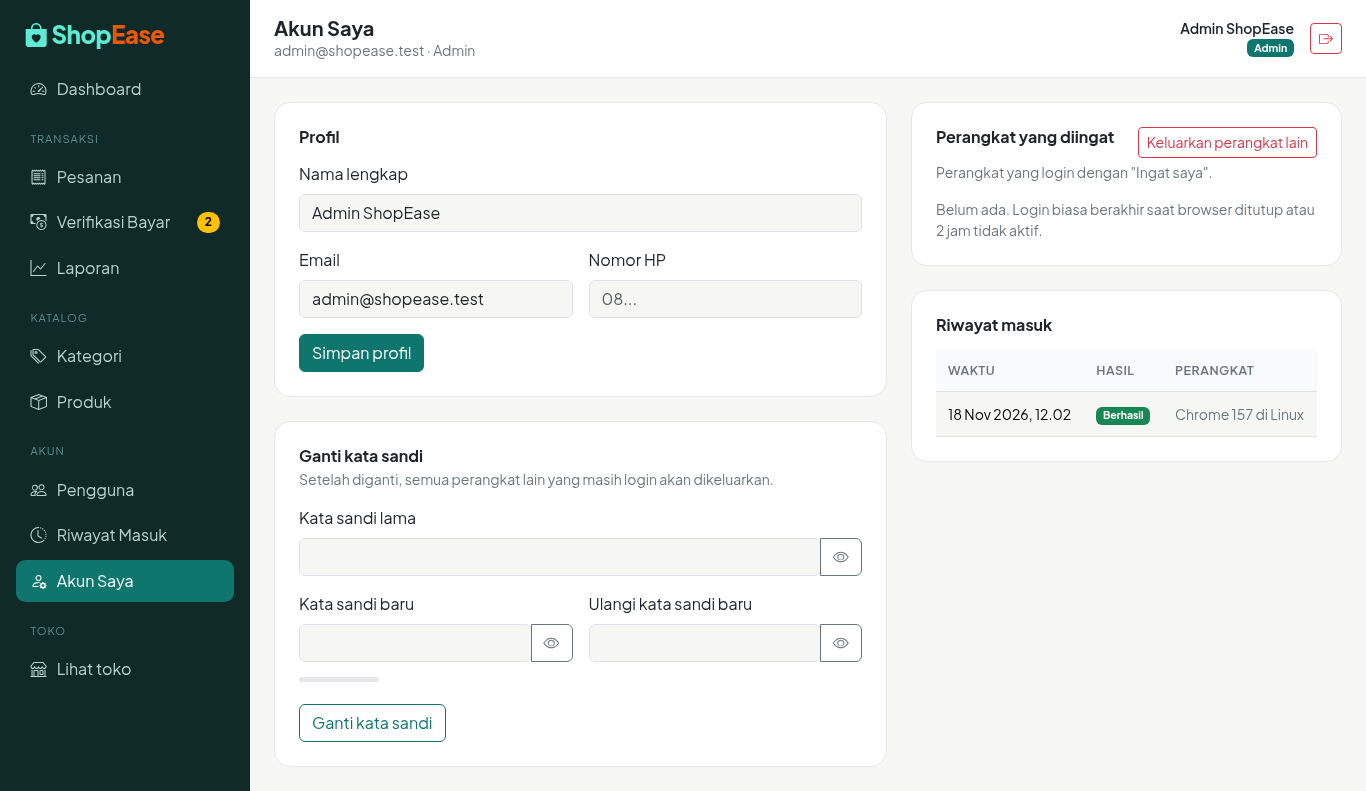 ShopEase
Dashboard
TRANSAKSI
Pesanan
Verifikasi Bayar 2
Laporan
KATALOG
Kategori
Produk
AKUN
Pengguna
Riwayat Masuk
Akun Saya
TOKO
Lihat toko
Akun Saya
admin@shopease.test · Admin
Admin ShopEase
Admin
Profil
Nama lengkap
Admin ShopEase
Email
Nomor HP
admin@shopease.test
08...
Simpan profil
Ganti kata sandi
Setelah diganti, semua perangkat lain yang masih login akan dikeluarkan.
Kata sandi lama
Kata sandi baru
Ulangi kata sandi baru
Ganti kata sandi
Perangkat yang diingat
Keluarkan perangkat lain
Perangkat yang login dengan "Ingat saya".
Belum ada. Login biasa berakhir saat browser ditutup atau
2 jam tidak aktif.
Riwayat masuk
WAKTU HASIL PERANGKAT
18 Nov 2026, 12.02 Berhasil Chrome 157 di Linux